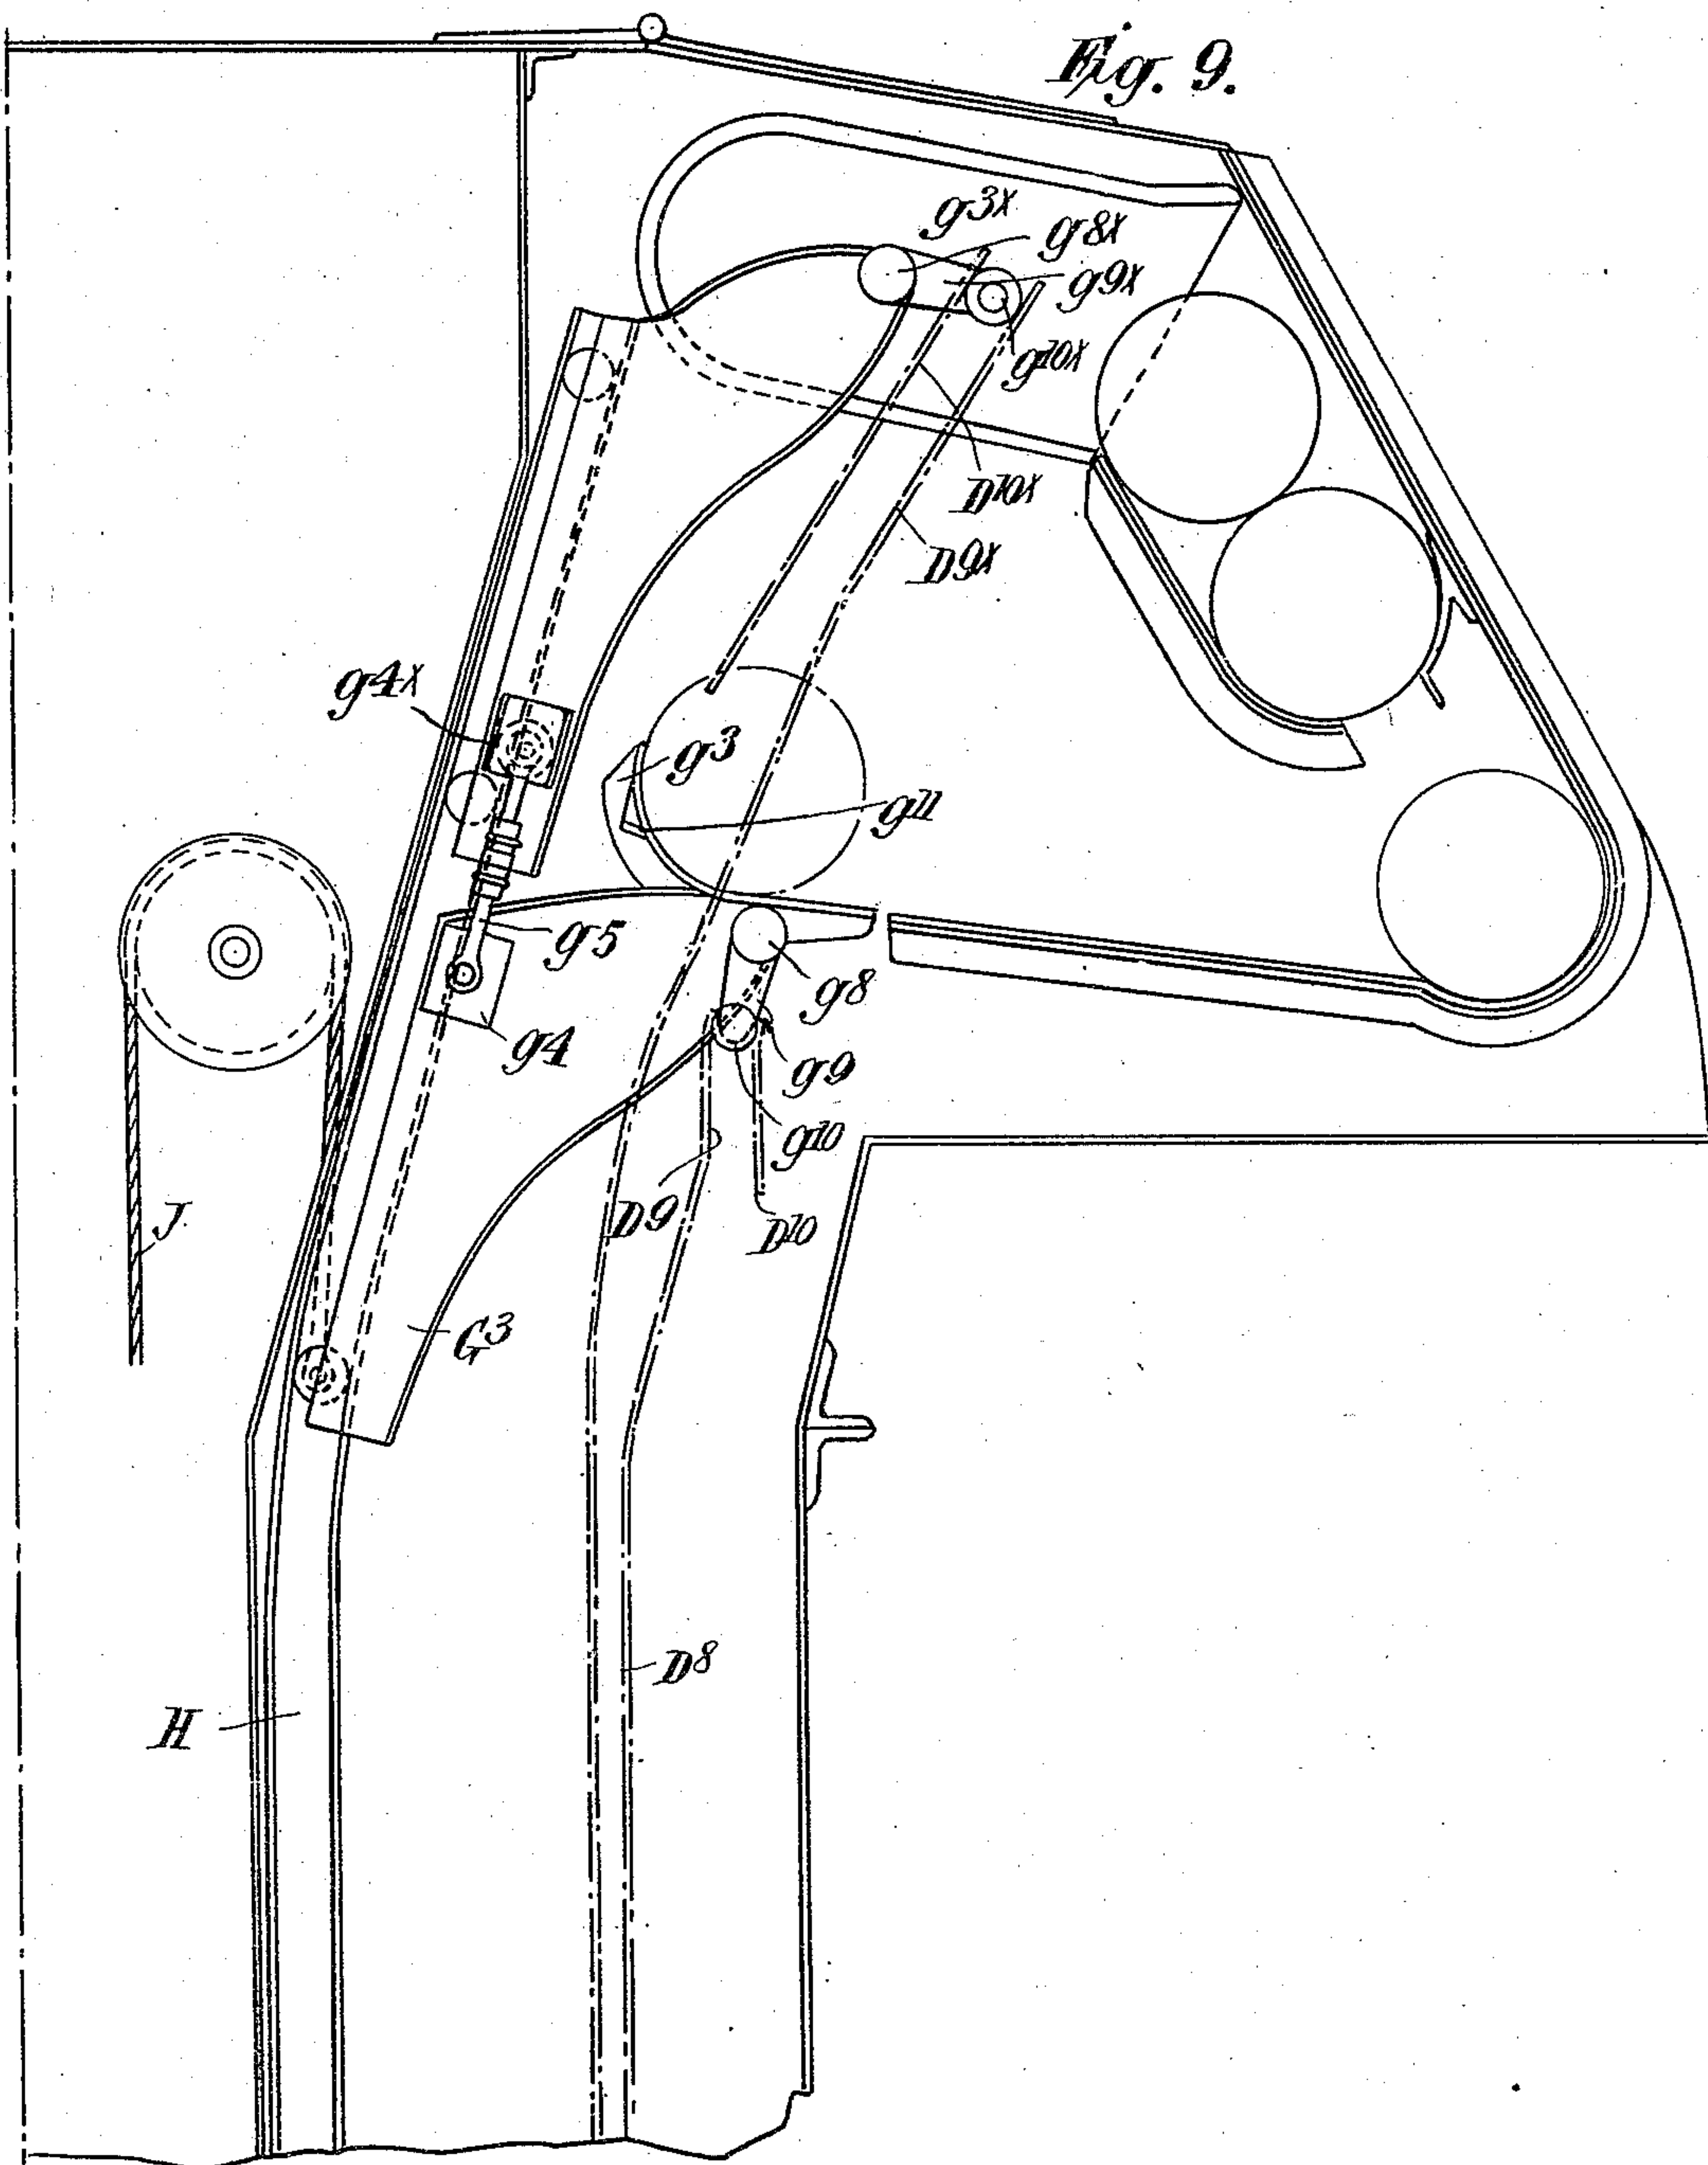 Fig. 9.
g3x
g8x
g9x
g10x
D10x
D9x
g4x
g3
g11
g5
g8
g4
g9
g10
D9
D10
J.
G3
D8
H